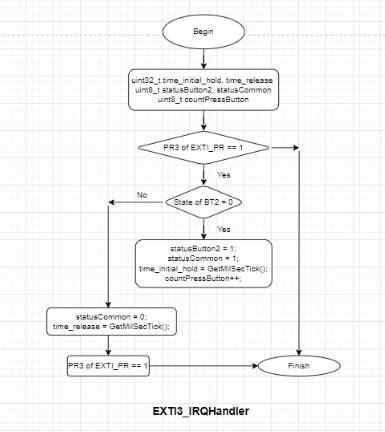 Begin
uint32_t time_initial_hold, time_release
uint8_t statusButton2, statusCommon
uint8_t countPressButton
PR3 of EXTI_PR == 1
Yes
No
State of BT2 = 0
Yes
statusButton2 = 1;
statusCommon = 1;
time_initial_hold = GetMilSecTick();
countPressButton++;
statusCommon = 0;
time_release = GetMilSecTick();
PR3 of EXTI_PR == 1
Finish
EXTI3_IRQHandler